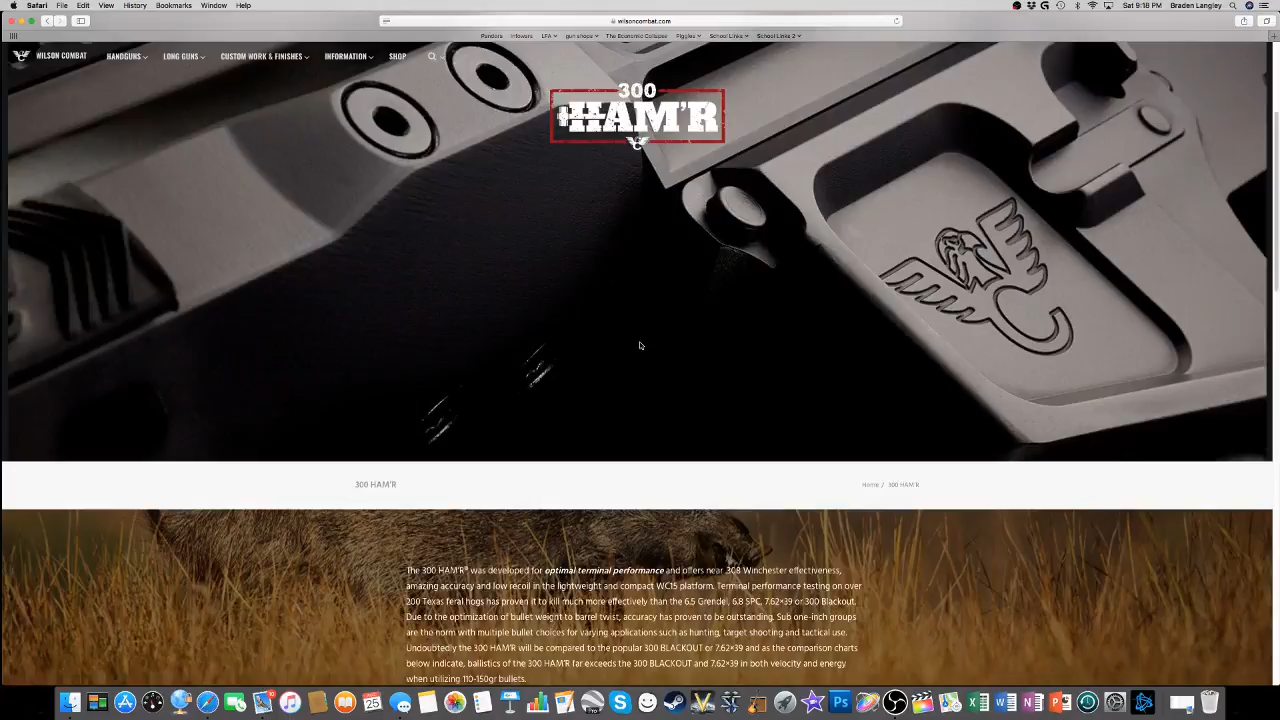 Safari File Edit View History Bookmarks Window Help Sat 9:18 PM Braden Langley
wilsoncombat.com
Pandora Infowars LFA gun shops The Economic Collapse Piggies School Links School Links 2
WILSON COMBAT HANDGUNS LONG GUNS CUSTOM WORK & FINISHES INFORMATION SHOP
300
HAM'R
300 HAM'R
Home / 300 HAM'R
The 300 HAM'R® was developed for optimal terminal performance and offers near .308 Winchester effectiveness,
amazing accuracy and low recoil in the lightweight and compact WC15 platform. Terminal performance testing on over
200 Texas feral hogs has proven it to kill much more effectively than the 6.5 Grendel, 6.8 SPC, 7.62×39 or 300 Blackout.
Due to the optimization of bullet weight to barrel twist, accuracy has proven to be outstanding. Sub one-inch groups
are the norm with multiple bullet choices for varying applications such as hunting, target shooting and tactical use.
Undoubtedly the 300 HAM'R will be compared to the popular 300 BLACKOUT or 7.62×39 and as the comparison charts
below indicate, ballistics of the 300 HAM'R far exceeds the 300 BLACKOUT and 7.62×39 in both velocity and energy
when utilizing 110-150gr bullets.